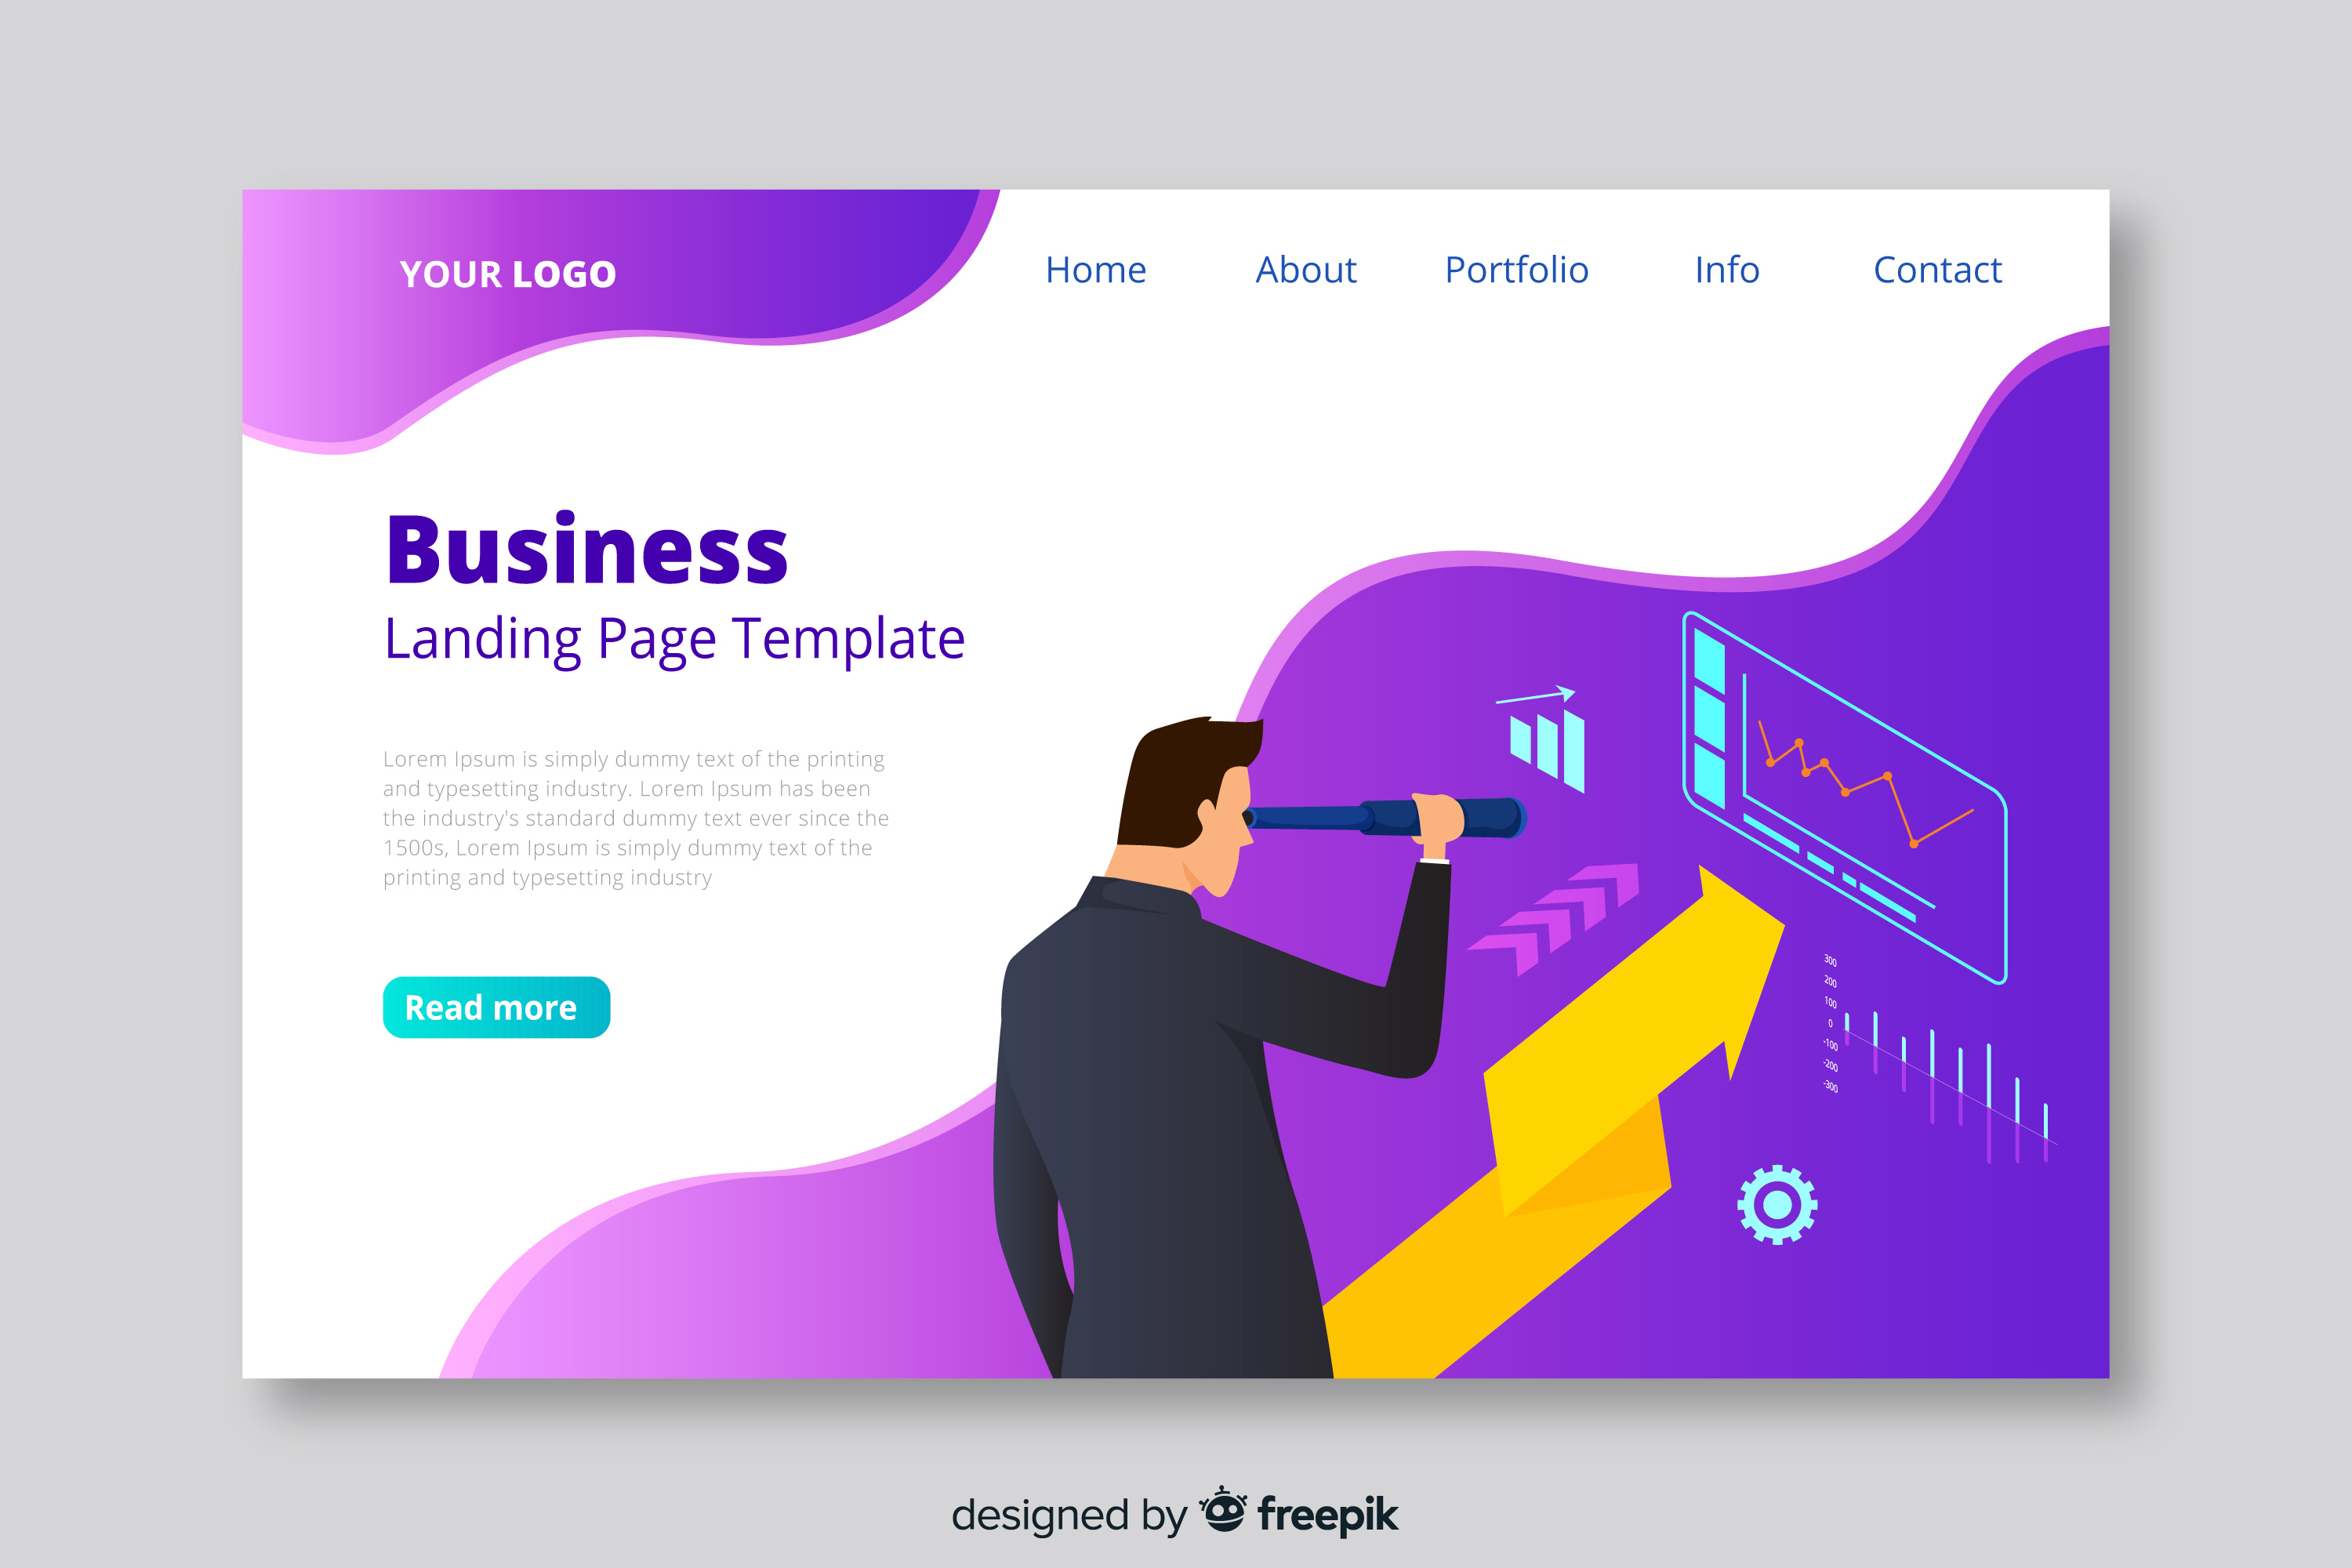 YOUR LOGO
Home About Portfolio Info Contact
Business
Landing Page Template
Lorem Ipsum is simply dummy text of the printing
and typesetting industry. Lorem Ipsum has been
the industry's standard dummy text ever since the
1500s, Lorem Ipsum is simply dummy text of the
printing and typesetting industry
Read more
300
200
100
0
-100
-200
-300
designed by freepik